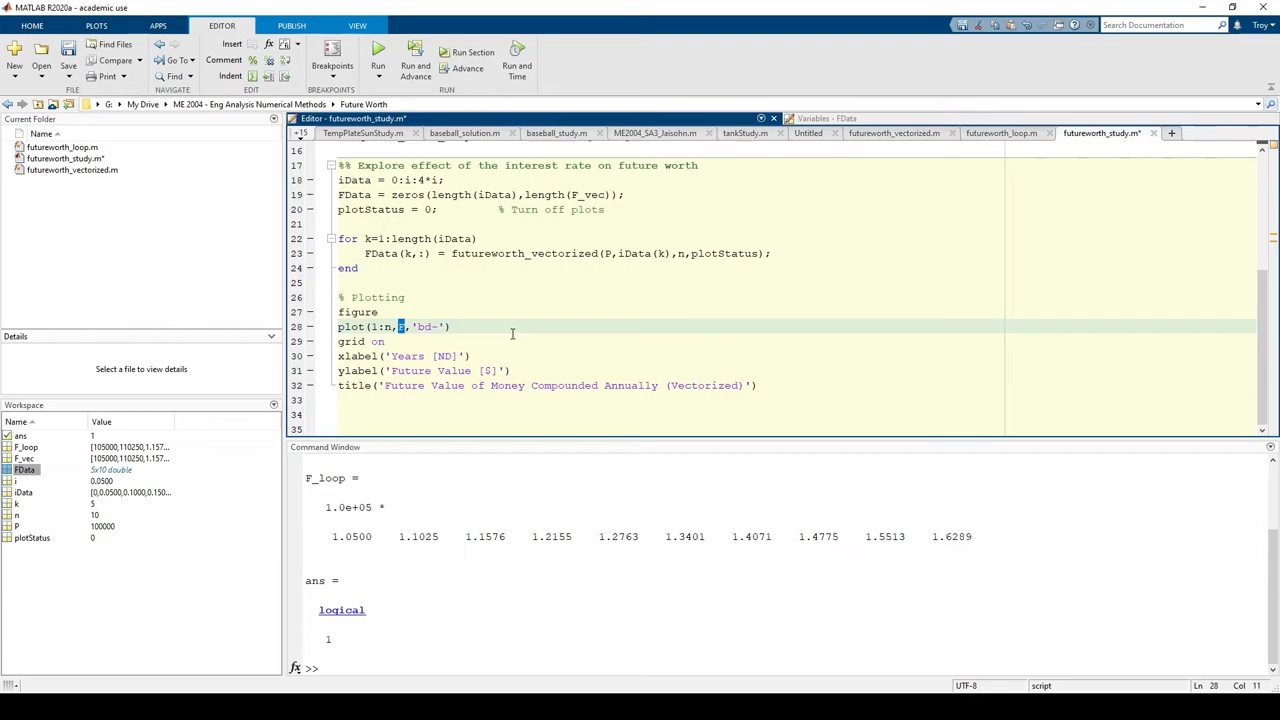 MATLAB R2020a - academic use
HOME PLOTS APPS EDITOR PUBLISH VIEW
Search Documentation Troy
New Open Save Find Files Compare Print
FILE
Go To Find
NAVIGATE
Insert Comment Indent
EDIT
Breakpoints
BREAKPOINTS
Run Run and Advance Run Section Advance Run and Time
RUN
G: My Drive ME 2004 - Eng Analysis Numerical Methods Future Worth
Current Folder
Name
futureworth_loop.m
futureworth_study.m*
futureworth_vectorized.m
Details
Select a file to view details
Workspace
Name Value
ans 1
F_loop [105000,110250,1.157...
F_vec [105000,110250,1.157...
FData 5x10 double
i 0.0500
iData [0,0.0500,0.1000,0.150...
k 5
n 10
P 100000
plotStatus 0
Editor - futureworth_study.m*
Variables - FData
+15 TempPlateSunStudy.m baseball_solution.m baseball_study.m ME2004_SA3_Jaisohn.m tankStudy.m Untitled futureworth_vectorized.m futureworth_loop.m futureworth_study.m*
16
17 %% Explore effect of the interest rate on future worth
18 iData = 0:i:4*i;
19 FData = zeros(length(iData),length(F_vec));
20 plotStatus = 0; % Turn off plots
21
22 for k=1:length(iData)
23 FData(k,:) = futureworth_vectorized(P,iData(k),n,plotStatus);
24 end
25
26 % Plotting
27 figure
28 plot(1:n,F,'bd-')
29 grid on
30 xlabel('Years [ND]')
31 ylabel('Future Value [$]')
32 title('Future Value of Money Compounded Annually (Vectorized)')
33
34
35
Command Window
F_loop =
1.0e+05 *
1.0500 1.1025 1.1576 1.2155 1.2763 1.3401 1.4071 1.4775 1.5513 1.6289
ans =
logical
1
fx >>
UTF-8 script Ln 28 Col 11